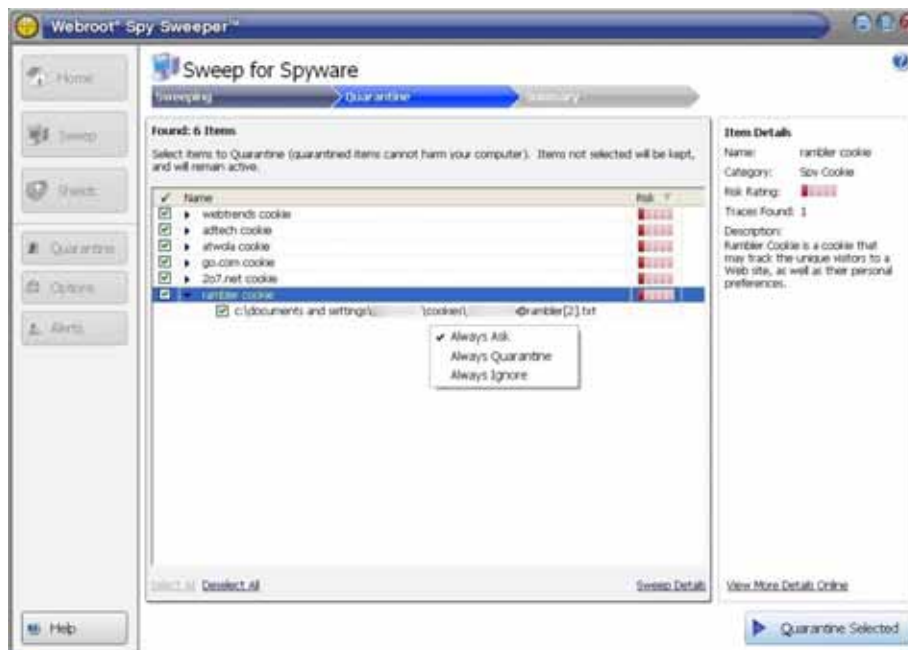 Webroot® Spy Sweeper™
Home
Sweep
Shields
Quarantine
Options
Alerts
Help
Sweep for Spyware
Sweeping
Quarantine
Summary
Found: 6 Items
Select items to Quarantine (quarantined items cannot harm your computer). Items not selected will be kept,
and will remain active.
Name Risk
webtrends cookie
adtech cookie
atwola cookie
go.com cookie
2o7.net cookie
rambler cookie
c:\documents and settings\ \cookies\ @rambler[2].txt
Always Ask
Always Quarantine
Always Ignore
Select All Deselect All
Sweep Details
Item Details
Name: rambler cookie
Category: Spy Cookie
Risk Rating:
Traces Found: 1
Description:
Rambler Cookie is a cookie that
may track the unique visitors to a
Web site, as well as their personal
preferences.
View More Details Online
Quarantine Selected